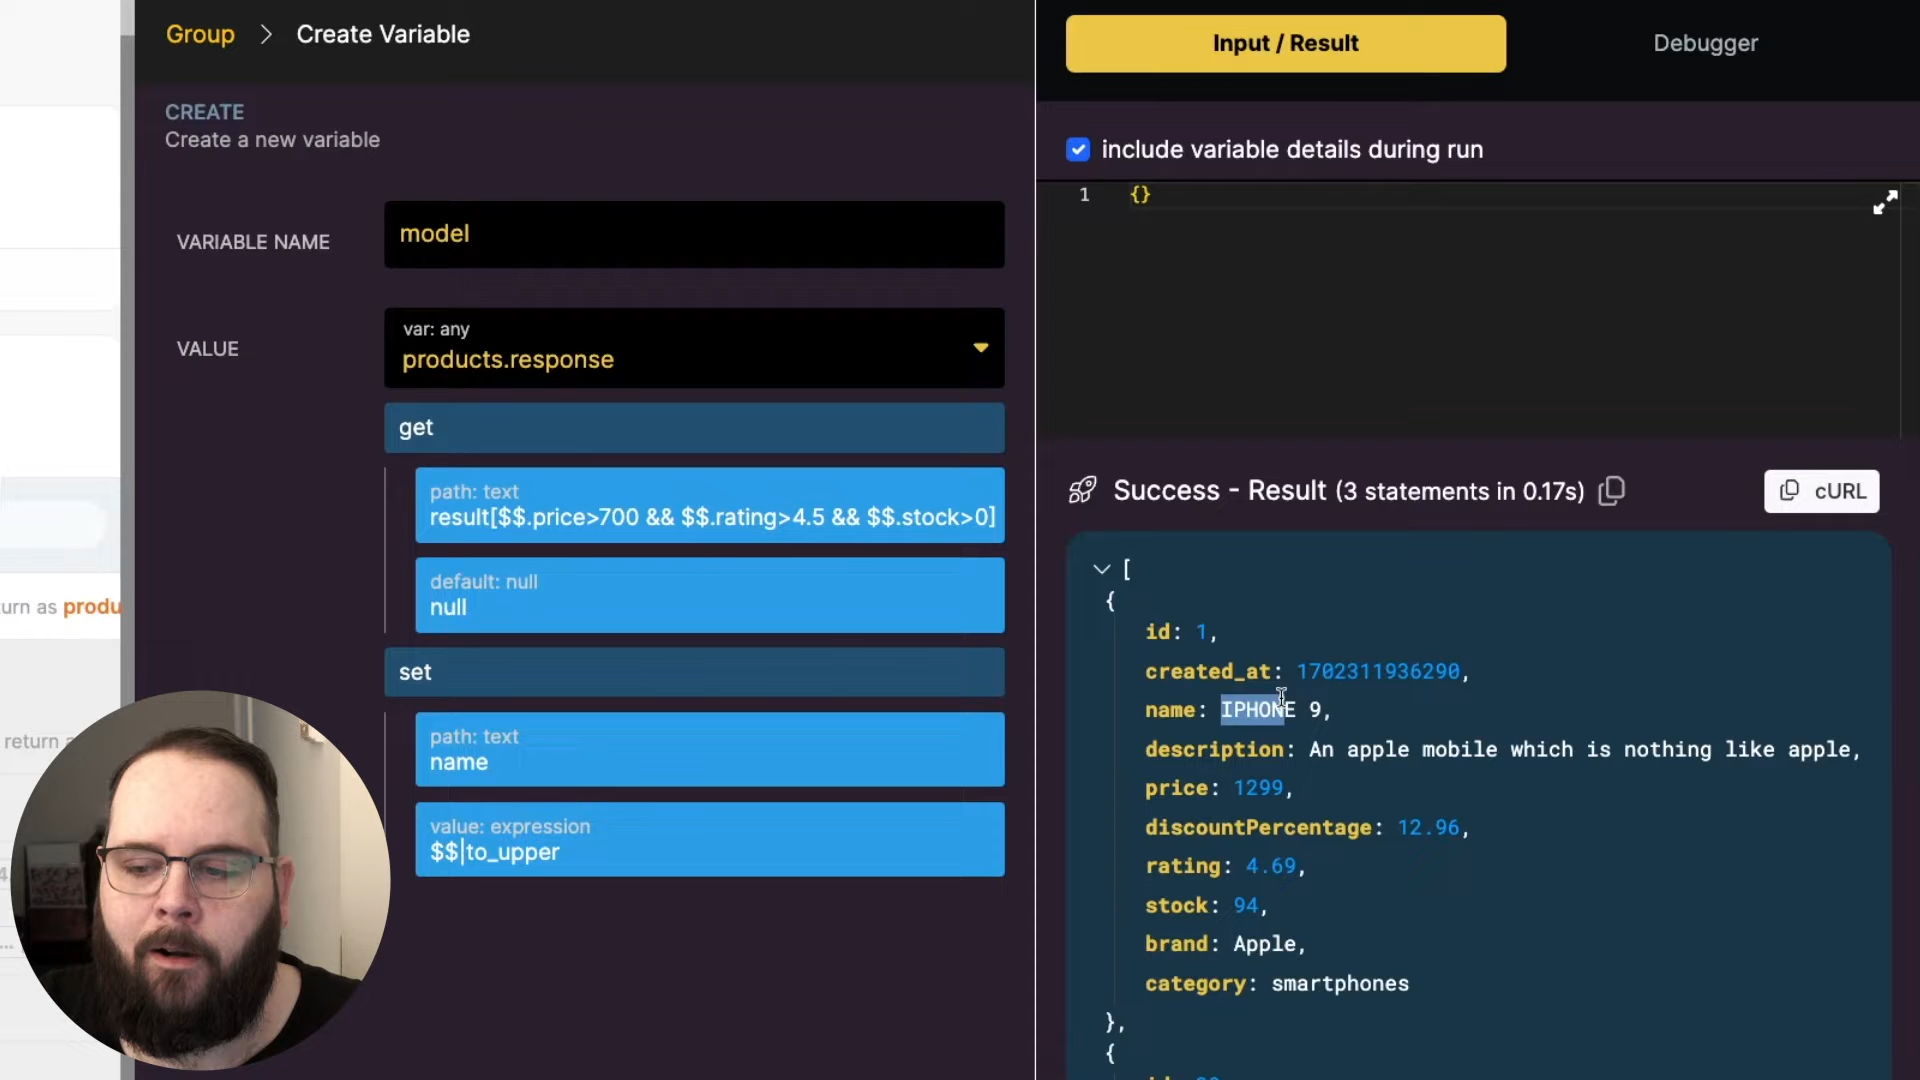 Group > Create Variable
CREATE
Create a new variable
VARIABLE NAME
model
VALUE
var: any
products.response
get
path: text
result[$$.price>700 && $$.rating>4.5 && $$.stock>0]
default: null
null
set
path: text
name
value: expression
$$|to_upper
urn as produ
return
Input / Result
Debugger
include variable details during run
1 {}
Success - Result (3 statements in 0.17s)
cURL
[
{
id: 1,
created_at: 1702311936290,
name: IPHONE 9,
description: An apple mobile which is nothing like apple,
price: 1299,
discountPercentage: 12.96,
rating: 4.69,
stock: 94,
brand: Apple,
category: smartphones
},
{